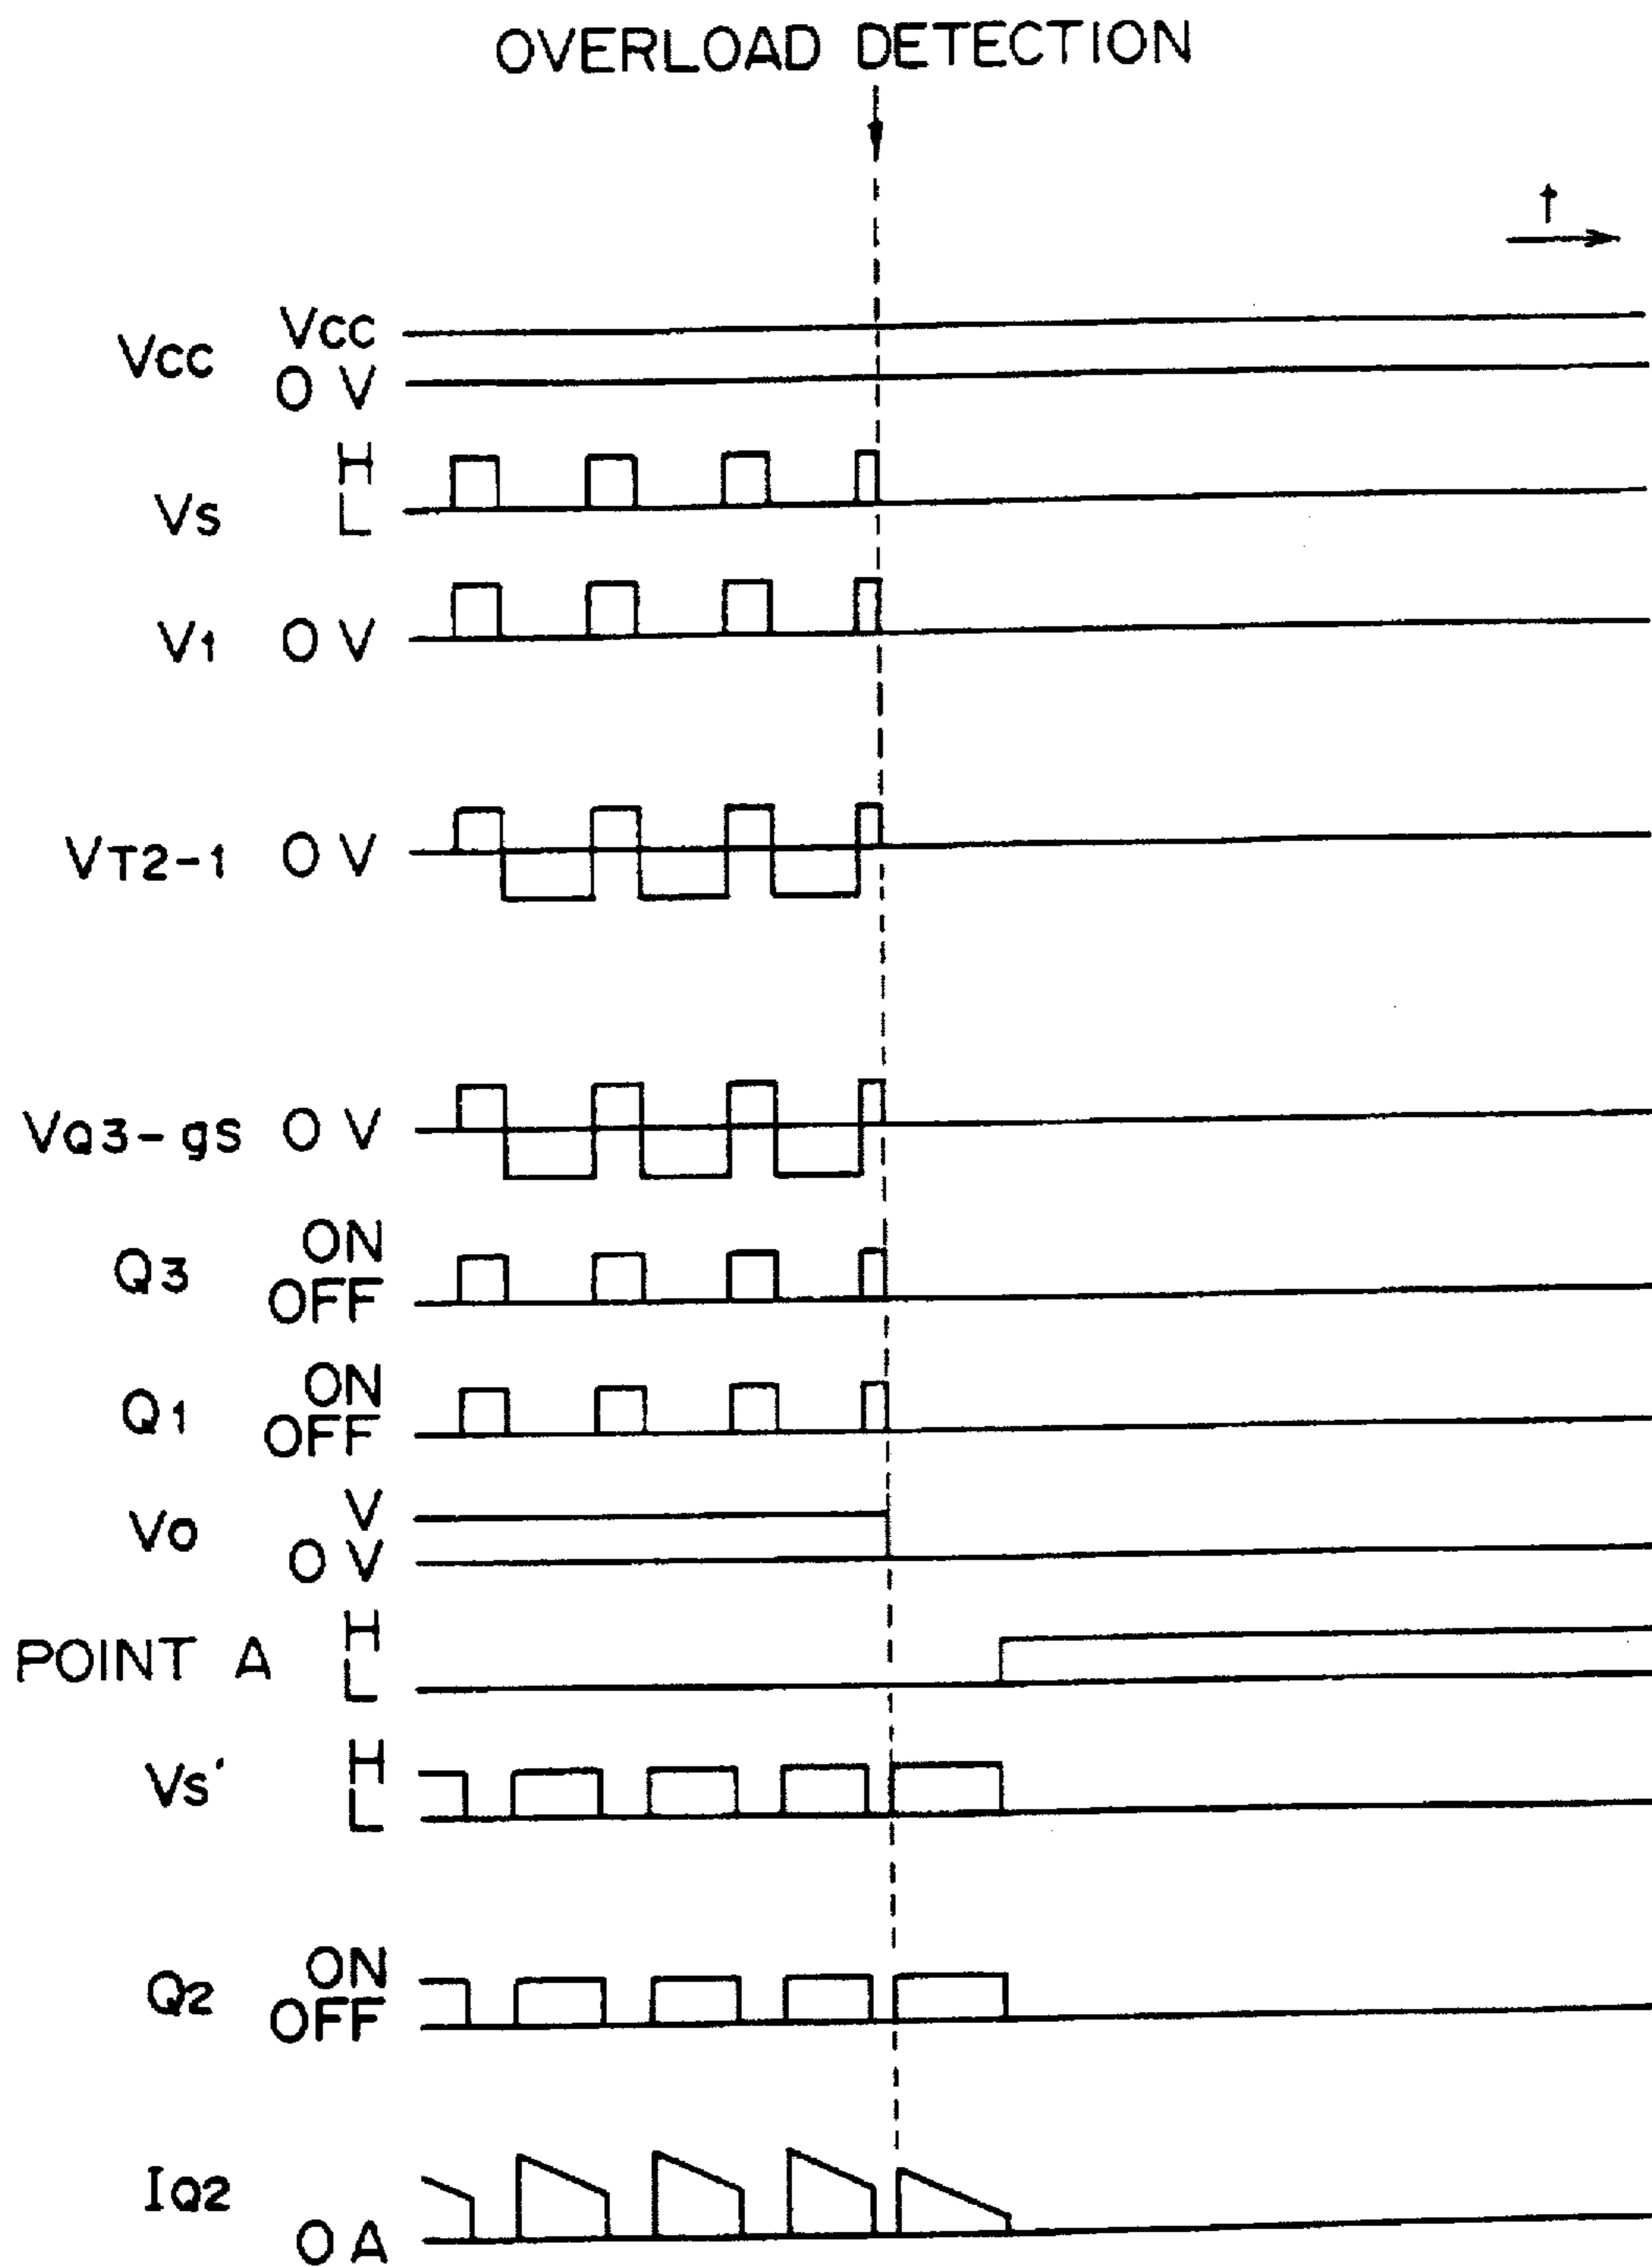 OVERLOAD DETECTION
t
Vcc Vcc
0 V
Vs H
L
V1 0 V
VT2-1 0 V
VQ3-gs 0 V
Q3 ON
OFF
Q1 ON
OFF
Vo V
0 V
POINT A H
L
Vs' H
L
Q2 ON
OFF
IQ2
0 A